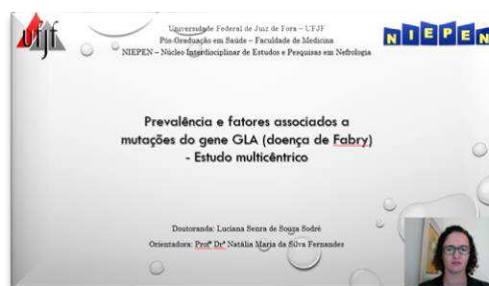 ufjf
Universidade Federal de Juiz de Fora – UFJF
Pós-Graduação em Saúde – Faculdade de Medicina
NIEPEN – Núcleo Interdisciplinar de Estudos e Pesquisas em Nefrologia
NIEPEN
Prevalência e fatores associados a
mutações do gene GLA (doença de Fabry)
- Estudo multicêntrico
Doutoranda: Luciana Senra de Souza Sodré
Orientadora: Profª Drª Natália Maria da Silva Fernandes